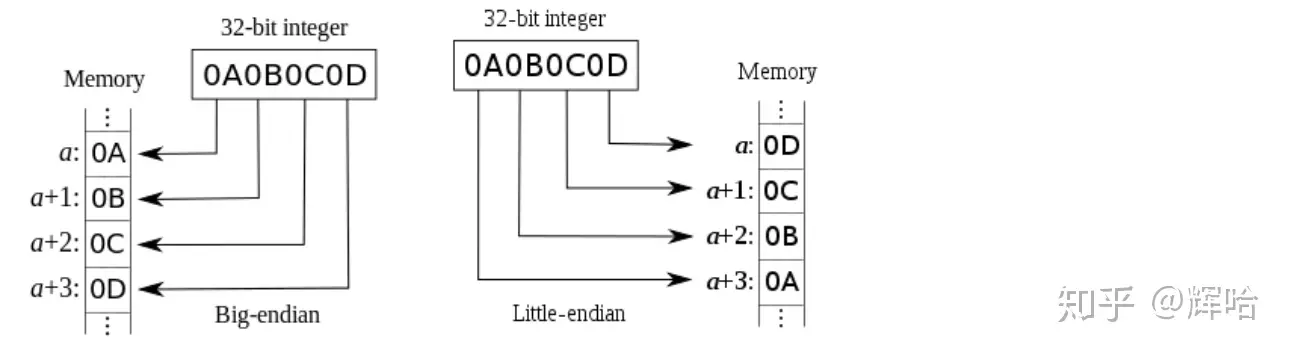 32-bit integer
0A0B0C0D
Memory
⋮
a: 0A
a+1: 0B
a+2: 0C
a+3: 0D
⋮
Big-endian
32-bit integer
0A0B0C0D
Memory
⋮
a: 0D
a+1: 0C
a+2: 0B
a+3: 0A
⋮
Little-endian
知乎 @辉哈